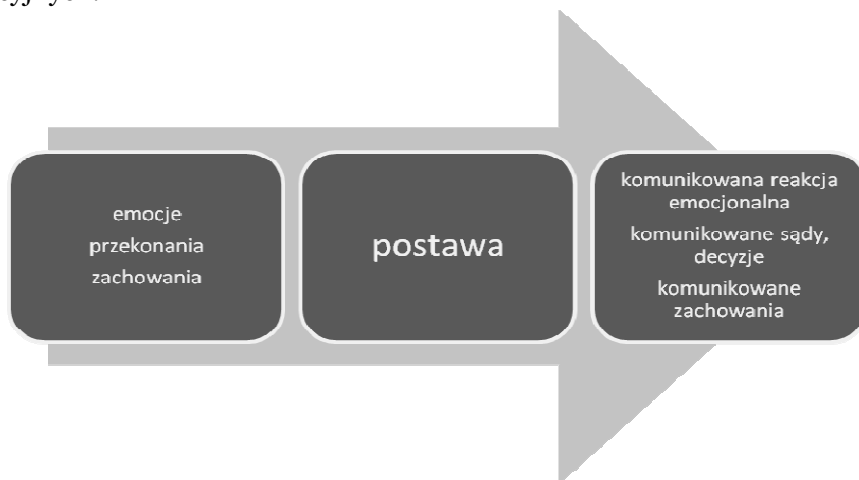 emocje
przekonania
zachowania
postawa
komunikowana reakcja
emocjonalna
komunikowane sądy,
decyzje
komunikowane
zachowania